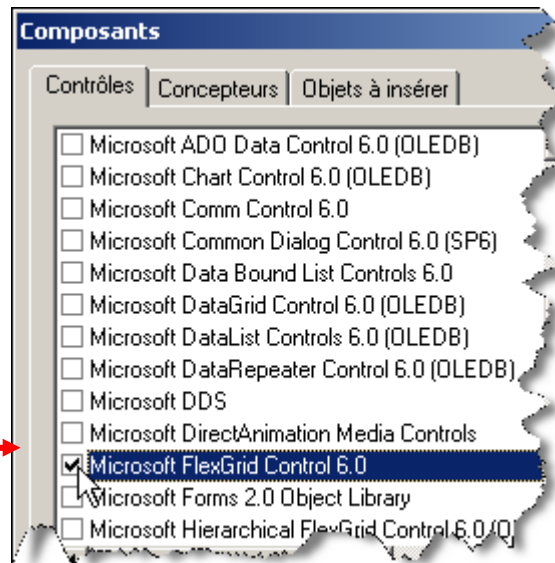 Composants
Contrôles Concepteurs Objets à insérer
Microsoft ADO Data Control 6.0 (OLEDB)
Microsoft Chart Control 6.0 (OLEDB)
Microsoft Comm Control 6.0
Microsoft Common Dialog Control 6.0 (SP6)
Microsoft Data Bound List Controls 6.0
Microsoft DataGrid Control 6.0 (OLEDB)
Microsoft DataList Controls 6.0 (OLEDB)
Microsoft DataRepeater Control 6.0 (OLEDB)
Microsoft DDS
Microsoft DirectAnimation Media Controls
Microsoft FlexGrid Control 6.0
Microsoft Forms 2.0 Object Library
Microsoft Hierarchical FlexGrid Control 6.0 (O